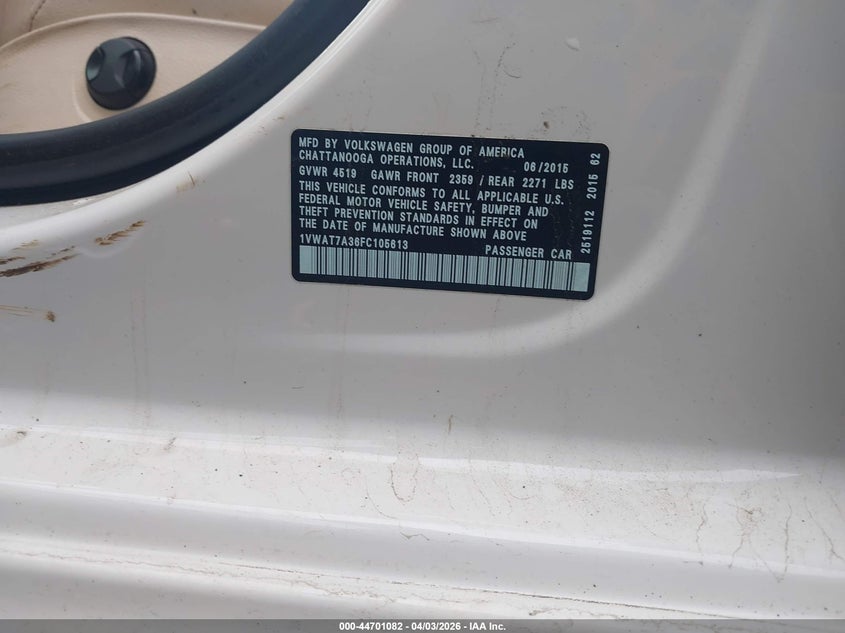 MFD BY VOLKSWAGEN GROUP OF AMERICA
CHATTANOOGA OPERATIONS, LLC. 06/2015
GVWR 4519 GAWR FRONT 2359 / REAR 2271 LBS
THIS VEHICLE CONFORMS TO ALL APPLICABLE U.S.
FEDERAL MOTOR VEHICLE SAFETY, BUMPER AND
THEFT PREVENTION STANDARDS IN EFFECT ON
THE DATE OF MANUFACTURE SHOWN ABOVE
1VWAT7A36FC105613 PASSENGER CAR
2519112 2015 62
000-44701082 - 04/03/2026 - IAA Inc.